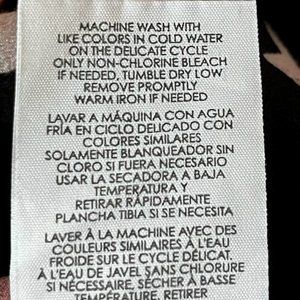 MACHINE WASH WITH
LIKE COLORS IN COLD WATER
ON THE DELICATE CYCLE
ONLY NON-CHLORINE BLEACH
IF NEEDED, TUMBLE DRY LOW
REMOVE PROMPTLY
WARM IRON IF NEEDED
LAVAR A MÁQUINA CON AGUA
FRÍA EN CICLO DELICADO CON
COLORES SIMILARES
SOLAMENTE BLANQUEADOR SIN
CLORO SI FUERA NECESARIO
USAR LA SECADORA A BAJA
TEMPERATURA Y
RETIRAR RÁPIDAMENTE
PLANCHA TIBIA SI SE NECESITA
LAVER À LA MACHINE AVEC DES
COULEURS SIMILAIRES À L'EAU
FROIDE SUR LE CYCLE DÉLICAT.
À L'EAU DE JAVEL SANS CHLORURE
SI NÉCESSAIRE, SÉCHER À BASSE
TEMPÉRATURE, RETIRER